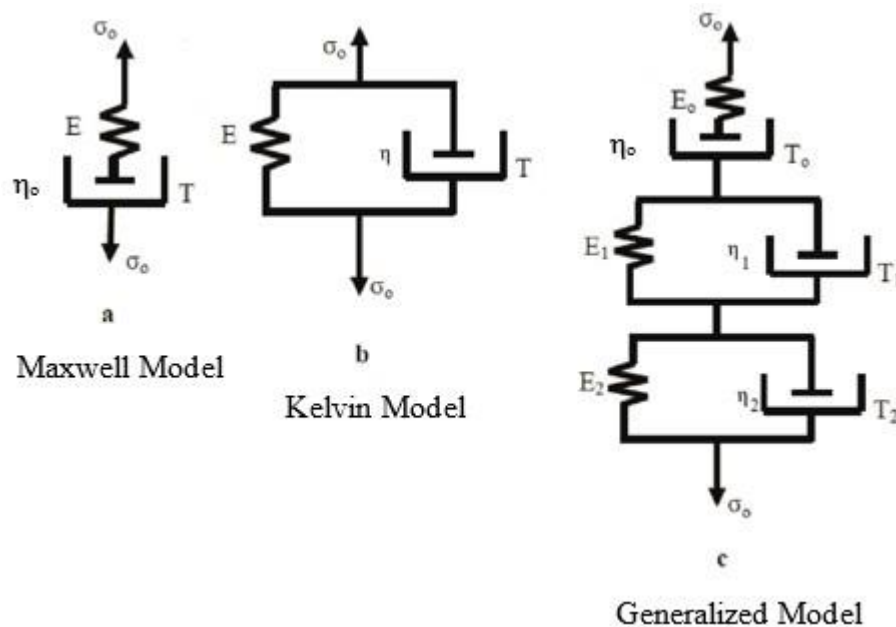 σₒ
E
ηₒ
T
σₒ
a
Maxwell Model
σₒ
E
η
T
σₒ
b
Kelvin Model
σₒ
Eₒ
ηₒ
Tₒ
E₁
η₁
T
E₂
η₂
T₂
σₒ
c
Generalized Model